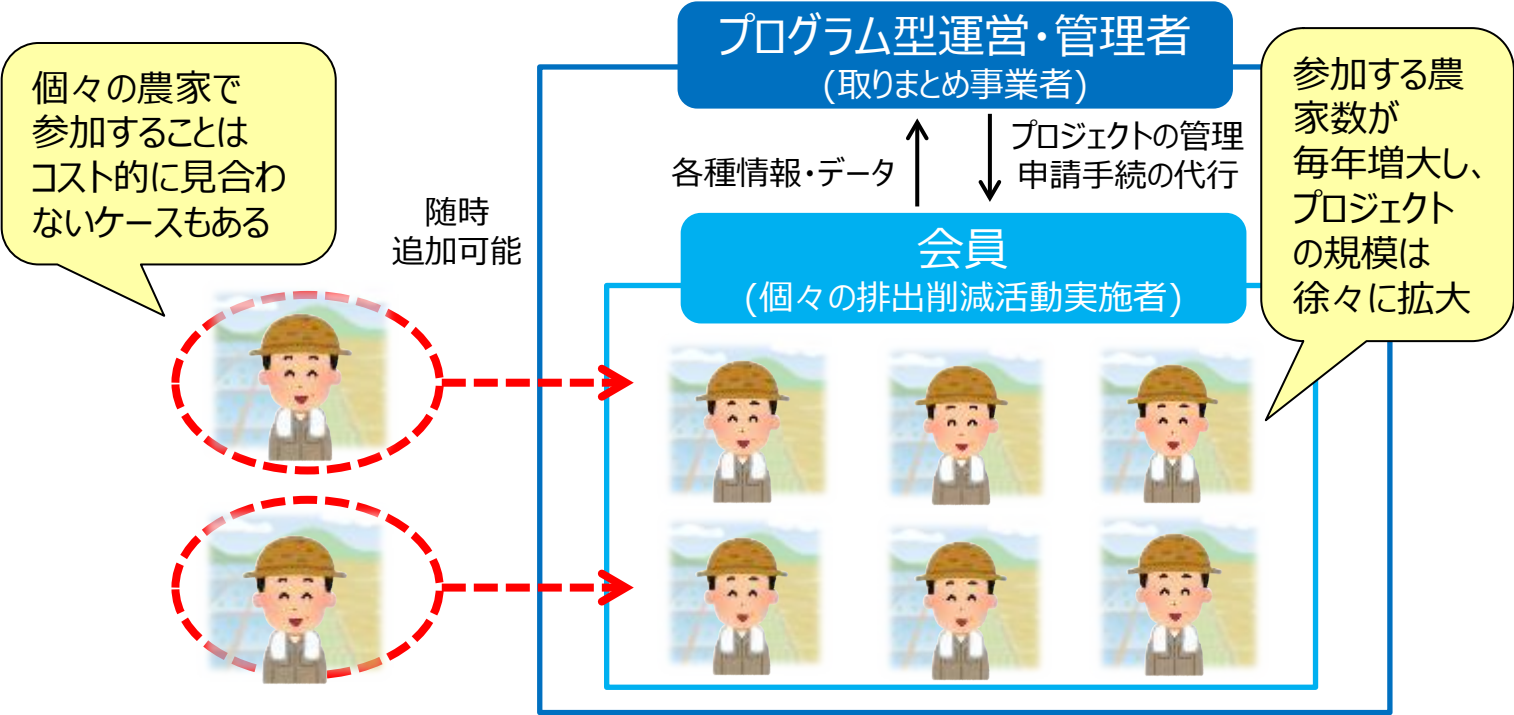 プログラム型運営・管理者
(取りまとめ事業者)
個々の農家で
参加することは
コスト的に見合わ
ないケースもある
参加する農
家数が
毎年増大し、
プロジェクト
の規模は
徐々に拡大
各種情報・データ
プロジェクトの管理
申請手続の代行
随時
追加可能
会員
(個々の排出削減活動実施者)